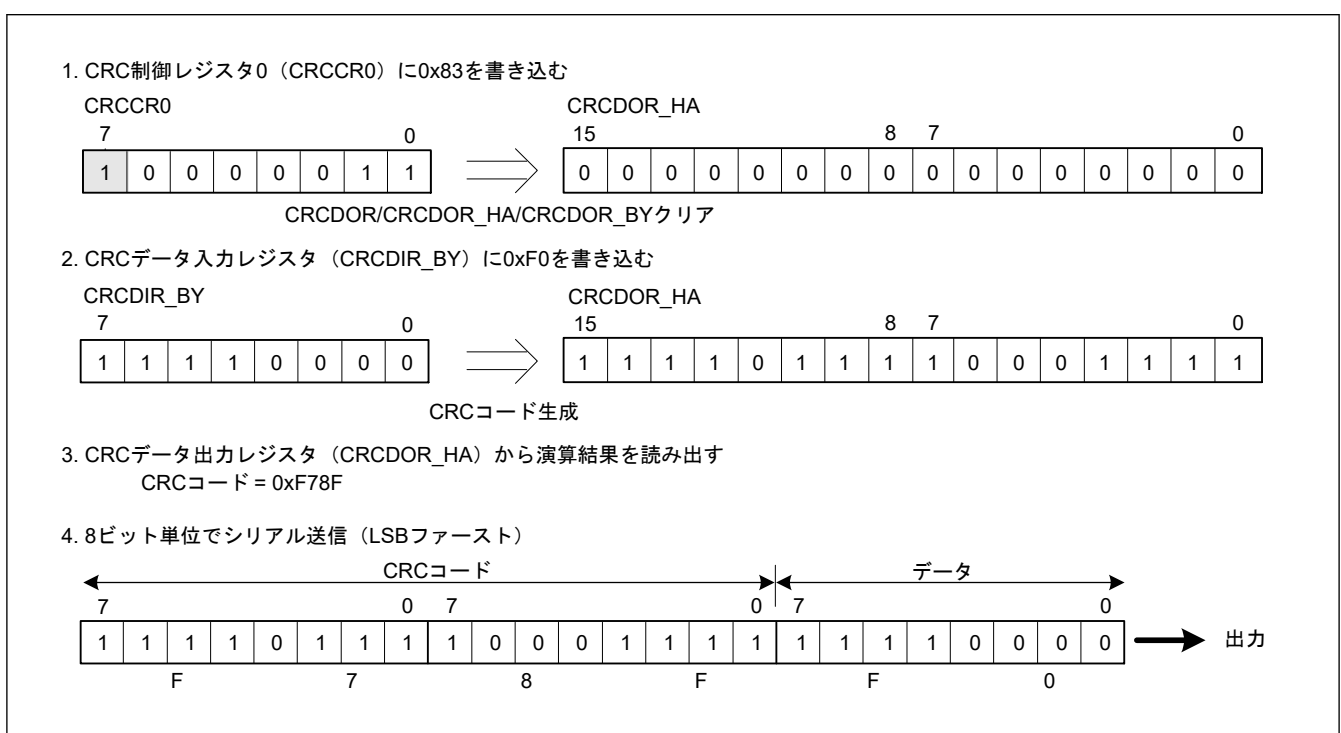 1. CRC制御レジスタ0（CRCCR0）に0x83を書き込む
CRCCR0 CRCDOR_HA
7 0 15 8 7 0
1 0 0 0 0 0 1 1 0 0 0 0 0 0 0 0 0 0 0 0 0 0 0 0
CRCDOR/CRCDOR_HA/CRCDOR_BYクリア
2. CRCデータ入力レジスタ（CRCDIR_BY）に0xF0を書き込む
CRCDIR_BY CRCDOR_HA
7 0 15 8 7 0
1 1 1 1 0 0 0 0 1 1 1 1 0 1 1 1 1 0 0 0 1 1 1 1
CRCコード生成
3. CRCデータ出力レジスタ（CRCDOR_HA）から演算結果を読み出す
CRCコード = 0xF78F
4. 8ビット単位でシリアル送信（LSBファースト）
CRCコード データ
7 0 7 0 7 0
1 1 1 1 0 1 1 1 1 0 0 0 1 1 1 1 1 1 1 1 0 0 0 0 出力
F 7 8 F F 0